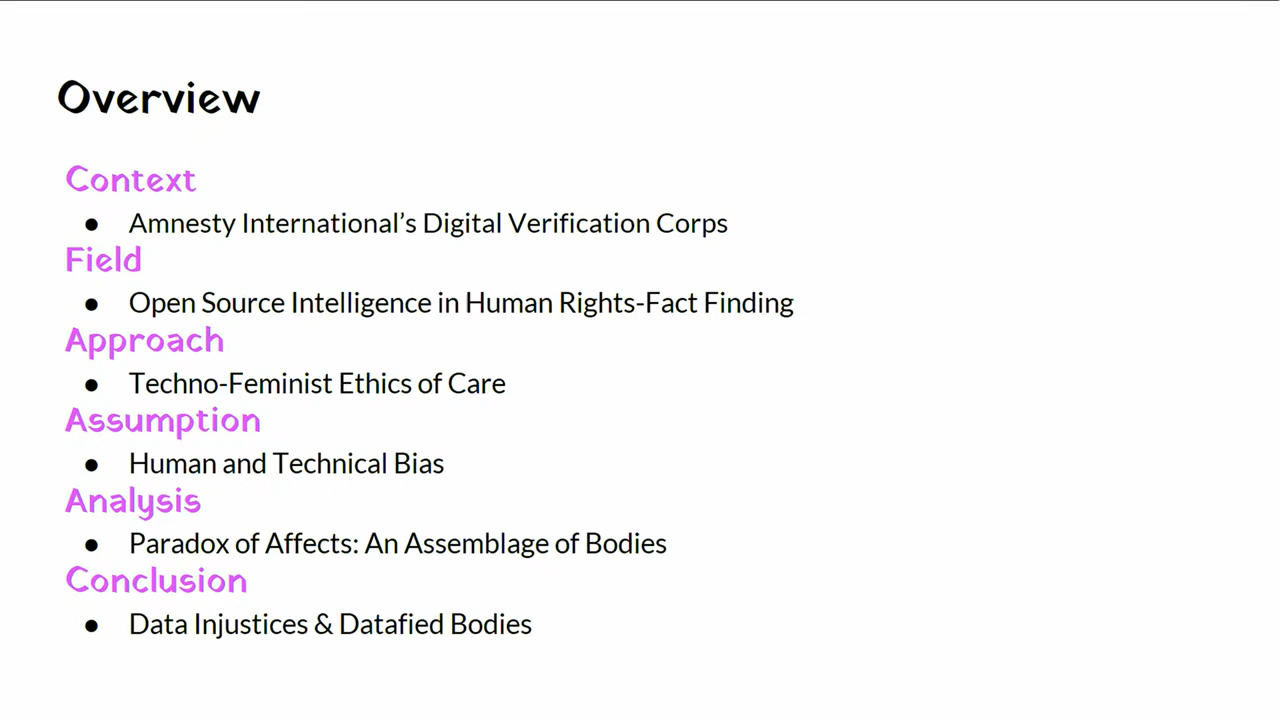 Overview
Context
● Amnesty International’s Digital Verification Corps
Field
● Open Source Intelligence in Human Rights-Fact Finding
Approach
● Techno-Feminist Ethics of Care
Assumption
● Human and Technical Bias
Analysis
● Paradox of Affects: An Assemblage of Bodies
Conclusion
● Data Injustices & Datafied Bodies